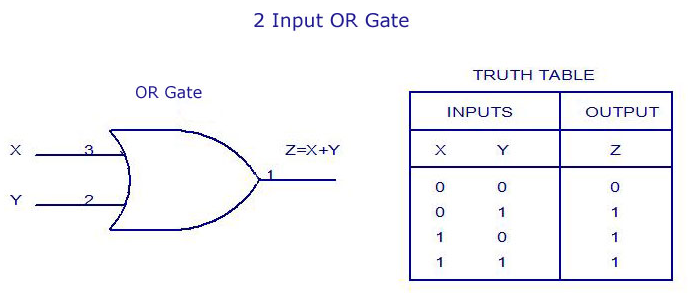 2 Input OR Gate
OR Gate
X
3
Z=X+Y
1
Y
2
TRUTH TABLE
INPUTS OUTPUT
X Y Z
0 0 0
0 1 1
1 0 1
1 1 1